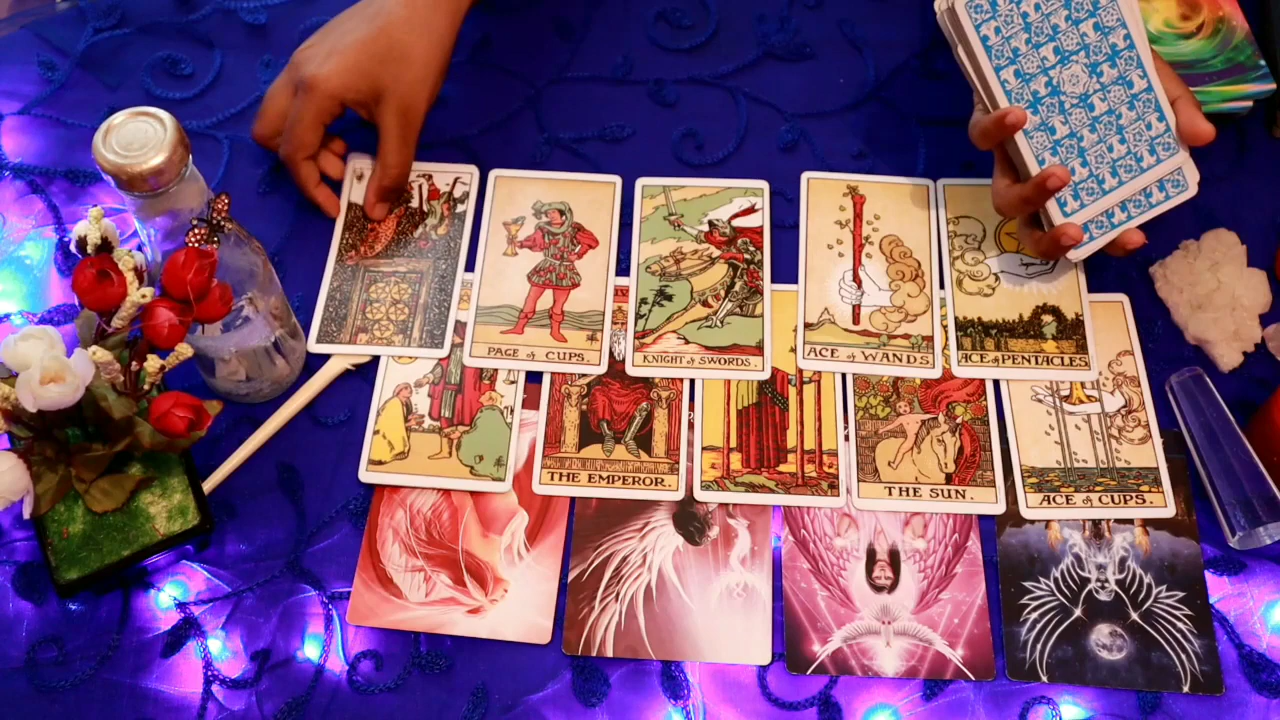 PAGE of CUPS.
KNIGHT of SWORDS.
ACE of WANDS
ACE of PENTACLES
THE EMPEROR.
THE SUN.
ACE of CUPS.